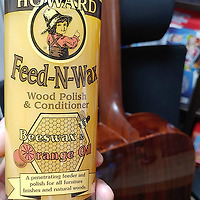 HOWARD
Feed-N-Wax
Wood Polish
& Conditioner
Beeswax &
Orange Oil
A penetrating feeder and
polish for all furniture
finishes and natural woods.